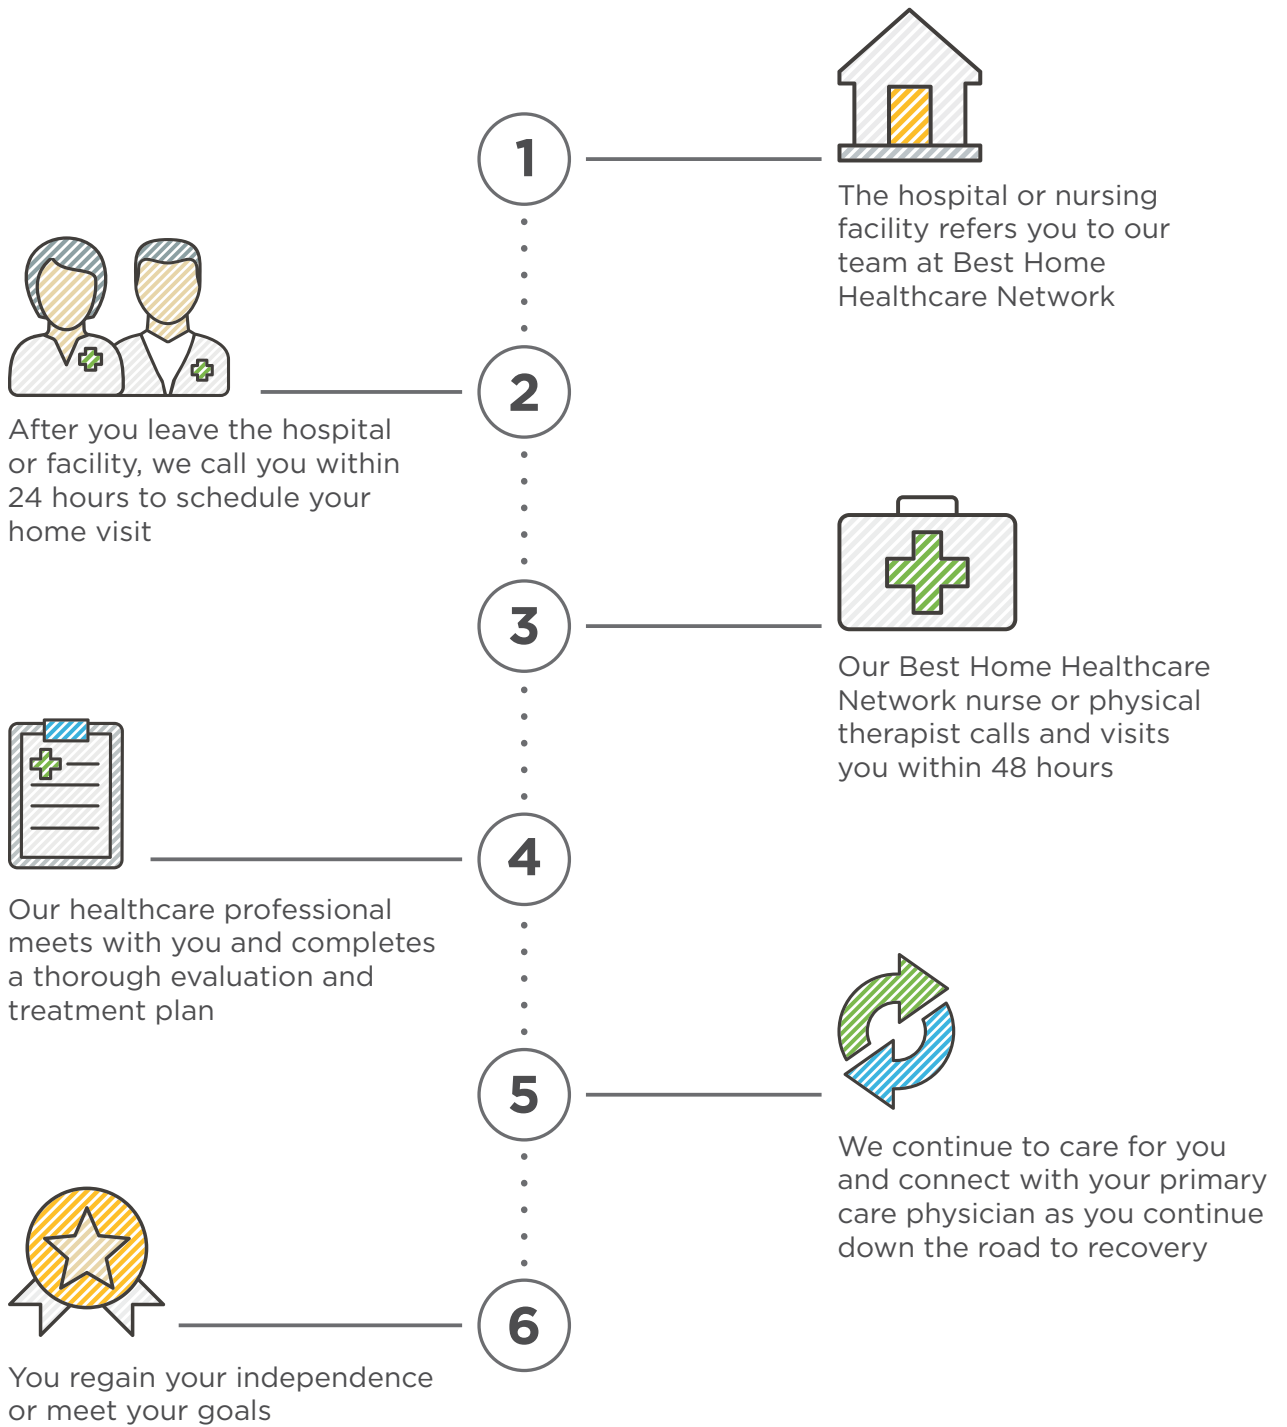 1
The hospital or nursing
facility refers you to our
team at Best Home
Healthcare Network
2
After you leave the hospital
or facility, we call you within
24 hours to schedule your
home visit
3
Our Best Home Healthcare
Network nurse or physical
therapist calls and visits
you within 48 hours
4
Our healthcare professional
meets with you and completes
a thorough evaluation and
treatment plan
5
We continue to care for you
and connect with your primary
care physician as you continue
down the road to recovery
6
You regain your independence
or meet your goals